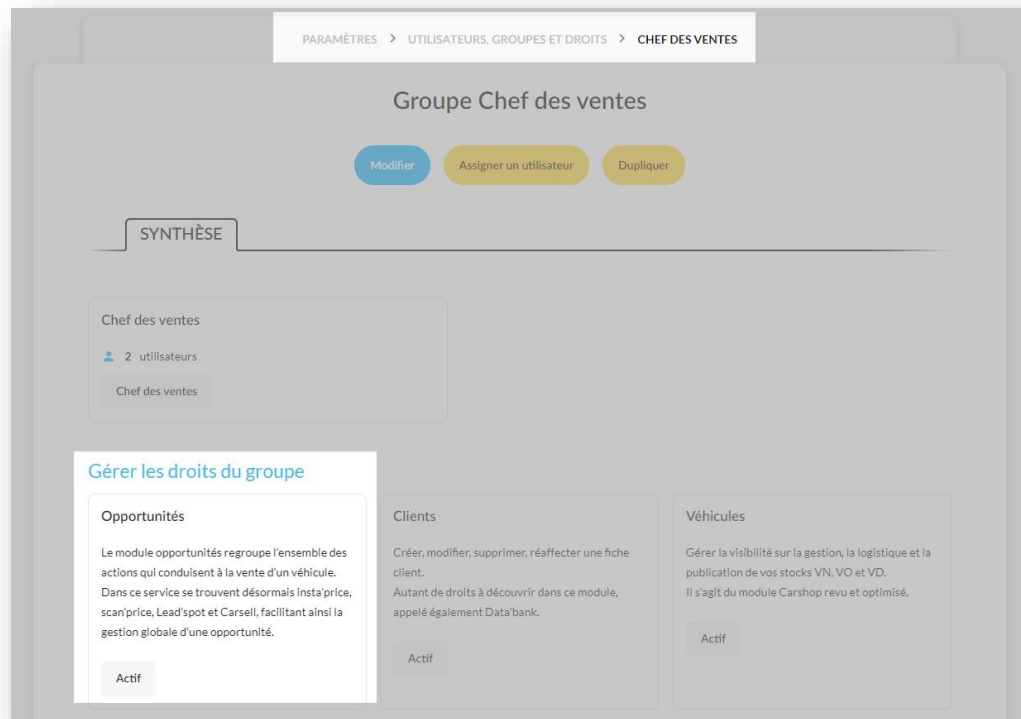 PARAMÈTRES > UTILISATEURS, GROUPES ET DROITS > CHEF DES VENTES
Groupe Chef des ventes
Modifier Assigner un utilisateur Dupliquer
SYNTHÈSE
Chef des ventes
2 utilisateurs
Chef des ventes
Gérer les droits du groupe
Opportunités
Le module opportunités regroupe l'ensemble des
actions qui conduisent à la vente d'un véhicule.
Dans ce service se trouvent désormais insta'price,
scan'price, Lead'spot et Carsell, facilitant ainsi la
gestion globale d'une opportunité.
Actif
Clients
Créer, modifier, supprimer, réaffecter une fiche
client.
Autant de droits à découvrir dans ce module,
appelé également Data'bank.
Actif
Véhicules
Gérer la visibilité sur la gestion, la logistique et la
publication de vos stocks VN, VO et VD.
Il s'agit du module Carshop revu et optimisé.
Actif